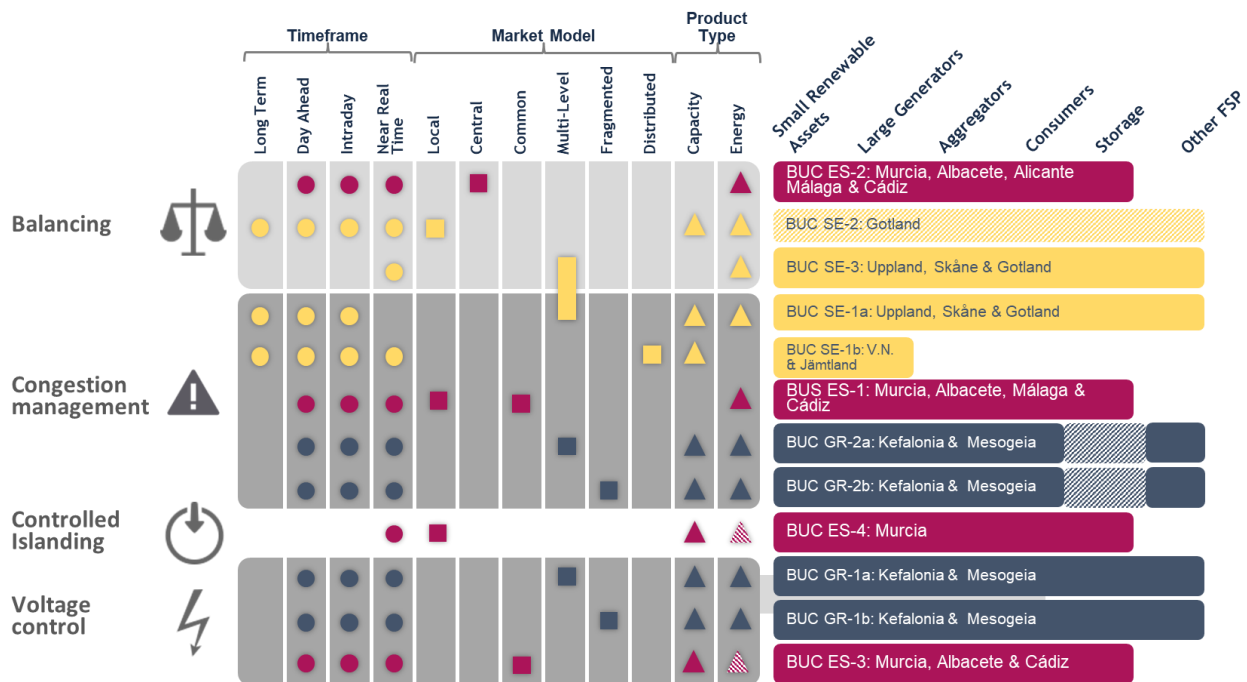 Timeframe
Market Model
Product
Type
Long Term
Day Ahead
Intraday
Near Real
Time
Local
Central
Common
Multi-Level
Fragmented
Distributed
Capacity
Energy
Small Renewable
Assets
Large Generators
Aggregators
Consumers
Storage
Other FSP
Balancing
BUC ES-2: Murcia, Albacete, Alicante
Málaga & Cádiz
BUC SE-2: Gotland
BUC SE-3: Uppland, Skåne & Gotland
Congestion
management
BUC SE-1a: Uppland, Skåne & Gotland
BUC SE-1b: V.N.
& Jämtland
BUS ES-1: Murcia, Albacete, Málaga &
Cádiz
BUC GR-2a: Kefalonia & Mesogeia
BUC GR-2b: Kefalonia & Mesogeia
Controlled
Islanding
BUC ES-4: Murcia
Voltage
control
BUC GR-1a: Kefalonia & Mesogeia
BUC GR-1b: Kefalonia & Mesogeia
BUC ES-3: Murcia, Albacete & Cádiz